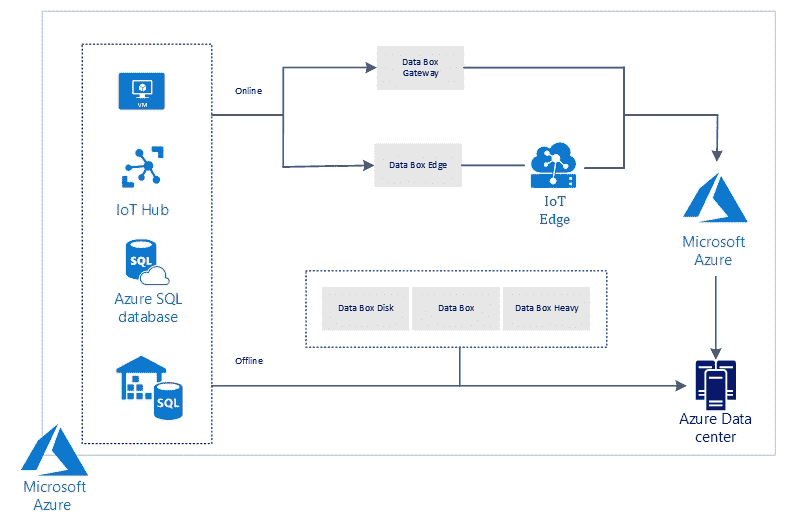 VM
IoT Hub
SQL
Azure SQL
database
SQL
Online
Offline
Data Box
Gateway
Data Box Edge
IoT
Edge
Data Box Disk
Data Box
Data Box Heavy
Microsoft
Azure
Azure Data
center
Microsoft
Azure